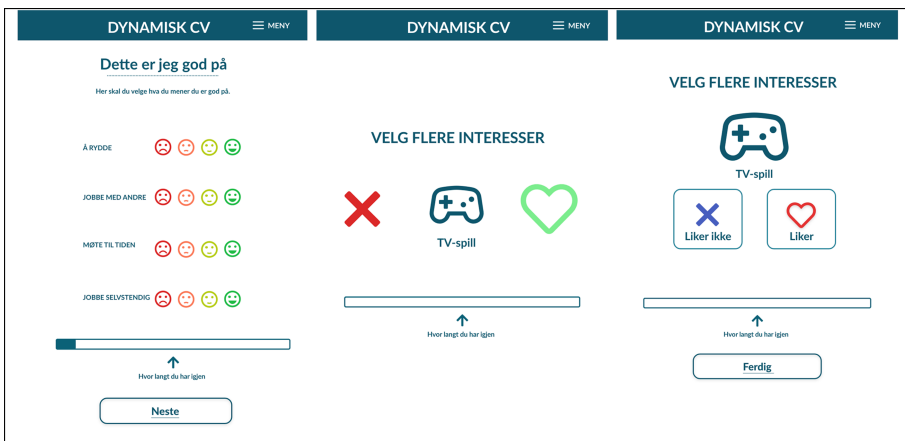 DYNAMISK CV
MENY
Dette er jeg god på
Her skal du velge hva du mener du er god på.
Å RYDDE
JOBBE MED ANDRE
MØTE TIL TIDEN
JOBBE SELVSTENDIG
Hvor langt du har igjen
Neste
DYNAMISK CV
MENY
VELG FLERE INTERESSER
TV-spill
Hvor langt du har igjen
DYNAMISK CV
MENY
VELG FLERE INTERESSER
TV-spill
Liker ikke
Liker
Hvor langt du har igjen
Ferdig